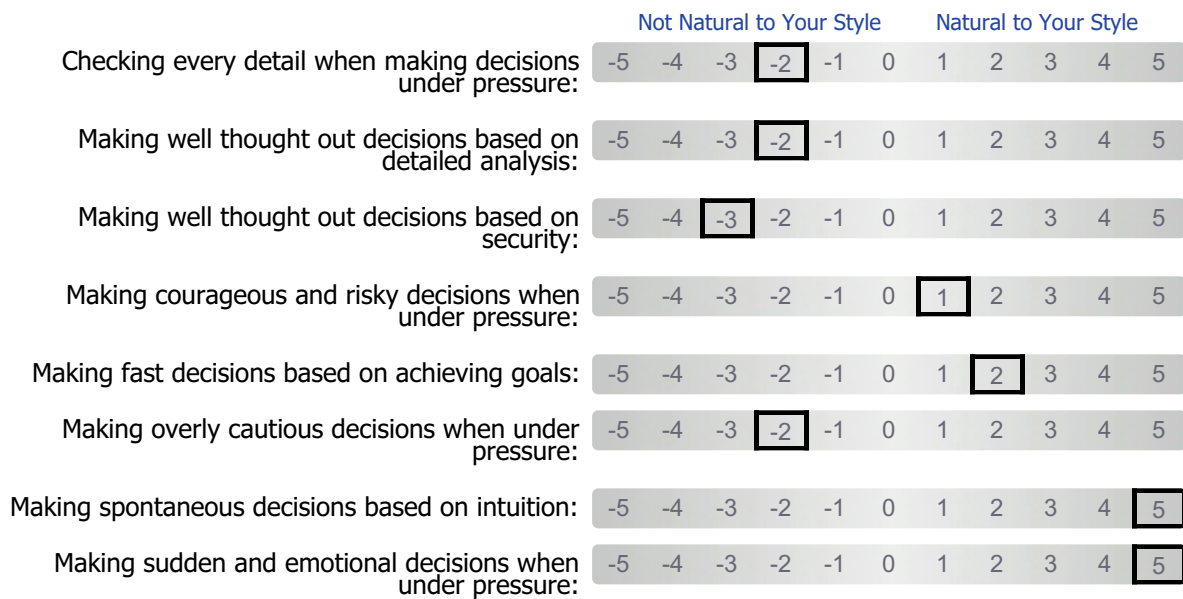 Not Natural to Your Style Natural to Your Style
Checking every detail when making decisions
under pressure:
-5 -4 -3 -2 -1 0 1 2 3 4 5
Making well thought out decisions based on
detailed analysis:
-5 -4 -3 -2 -1 0 1 2 3 4 5
Making well thought out decisions based on
security:
-5 -4 -3 -2 -1 0 1 2 3 4 5
Making courageous and risky decisions when
under pressure:
-5 -4 -3 -2 -1 0 1 2 3 4 5
Making fast decisions based on achieving goals:
-5 -4 -3 -2 -1 0 1 2 3 4 5
Making overly cautious decisions when under
pressure:
-5 -4 -3 -2 -1 0 1 2 3 4 5
Making spontaneous decisions based on intuition:
-5 -4 -3 -2 -1 0 1 2 3 4 5
Making sudden and emotional decisions when
under pressure:
-5 -4 -3 -2 -1 0 1 2 3 4 5